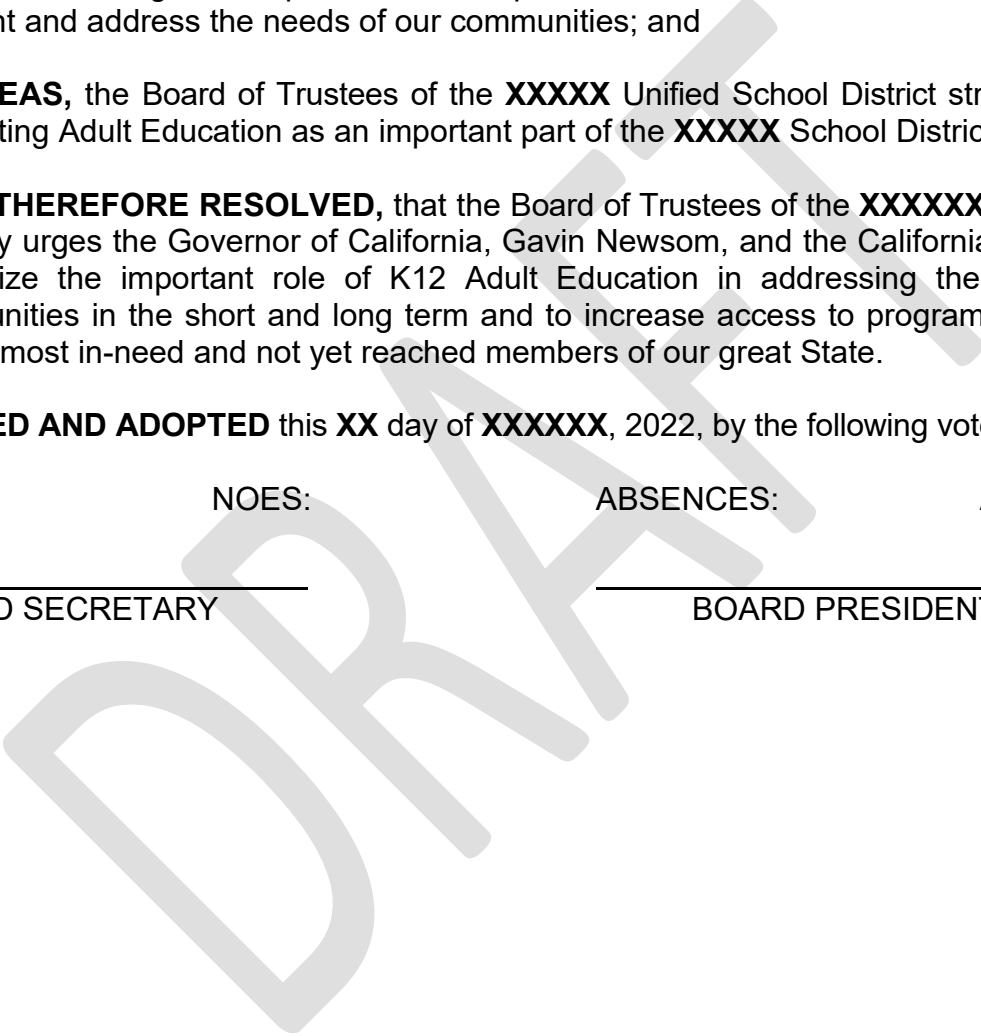 nt and address the needs of our communities; and
EAS, the Board of Trustees of the XXXXX Unified School District str
ting Adult Education as an important part of the XXXXX School Distric
THEREFORE RESOLVED, that the Board of Trustees of the XXXXXX
y urges the Governor of California, Gavin Newsom, and the California
ize the important role of K12 Adult Education in addressing the
unities in the short and long term and to increase access to program
most in-need and not yet reached members of our great State.
ED AND ADOPTED this XX day of XXXXXX, 2022, by the following vot
NOES: ABSENCES:
D SECRETARY BOARD PRESIDENT
DRAFT